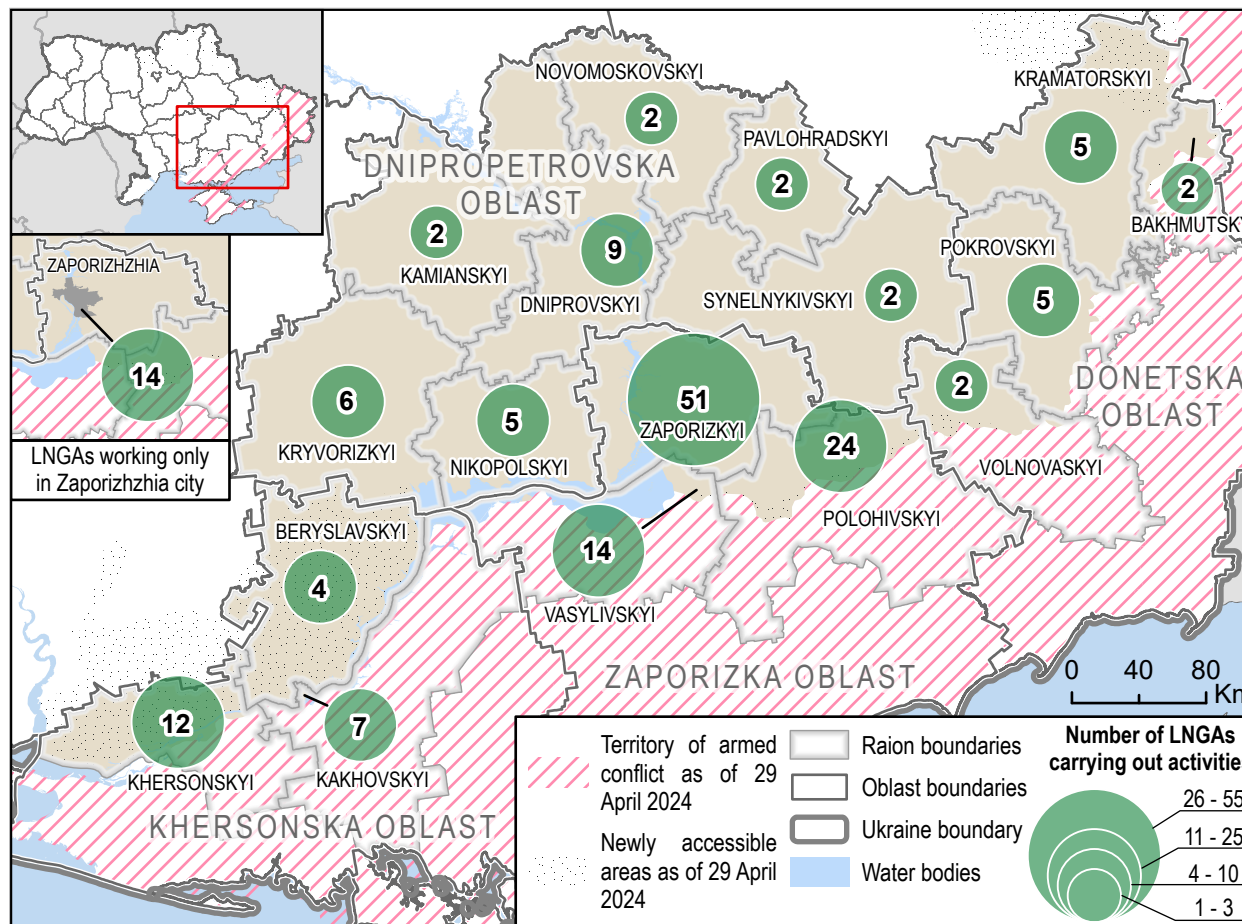 NOVOMOSKOVSKYI
2
KRAMATORSKYI
5
PAVLOHRADSKYI
2
2
BAKHMUTSKY
DNIPROPETROVSKA
OBLAST
2
KAMIANSKYI
9
DNIPROVSKYI
POKROVSKYI
5
SYNELNYKIVSKYI
2
ZAPORIZHZHIA
14
LNGAs working only
in Zaporizhzhia city
6
KRYVORIZKYI
5
NIKOPOLSKYI
51
ZAPORIZKYI
24
POLOHIVSKYI
2
VOLNOVASKYI
DONETSKA
OBLAST
BERYSLAVSKYI
4
14
VASYLIVSKYI
ZAPORIZKA OBLAST
12
KHERSONSKYI
7
KAKHOVSKYI
KHERSONSKA OBLAST
0 40 80
Km
Territory of armed
conflict as of 29
April 2024
Newly accessible
areas as of 29 April
2024
Raion boundaries
Oblast boundaries
Ukraine boundary
Water bodies
Number of LNGAs
carrying out activitie
26 - 55
11 - 25
4 - 10
1 - 3